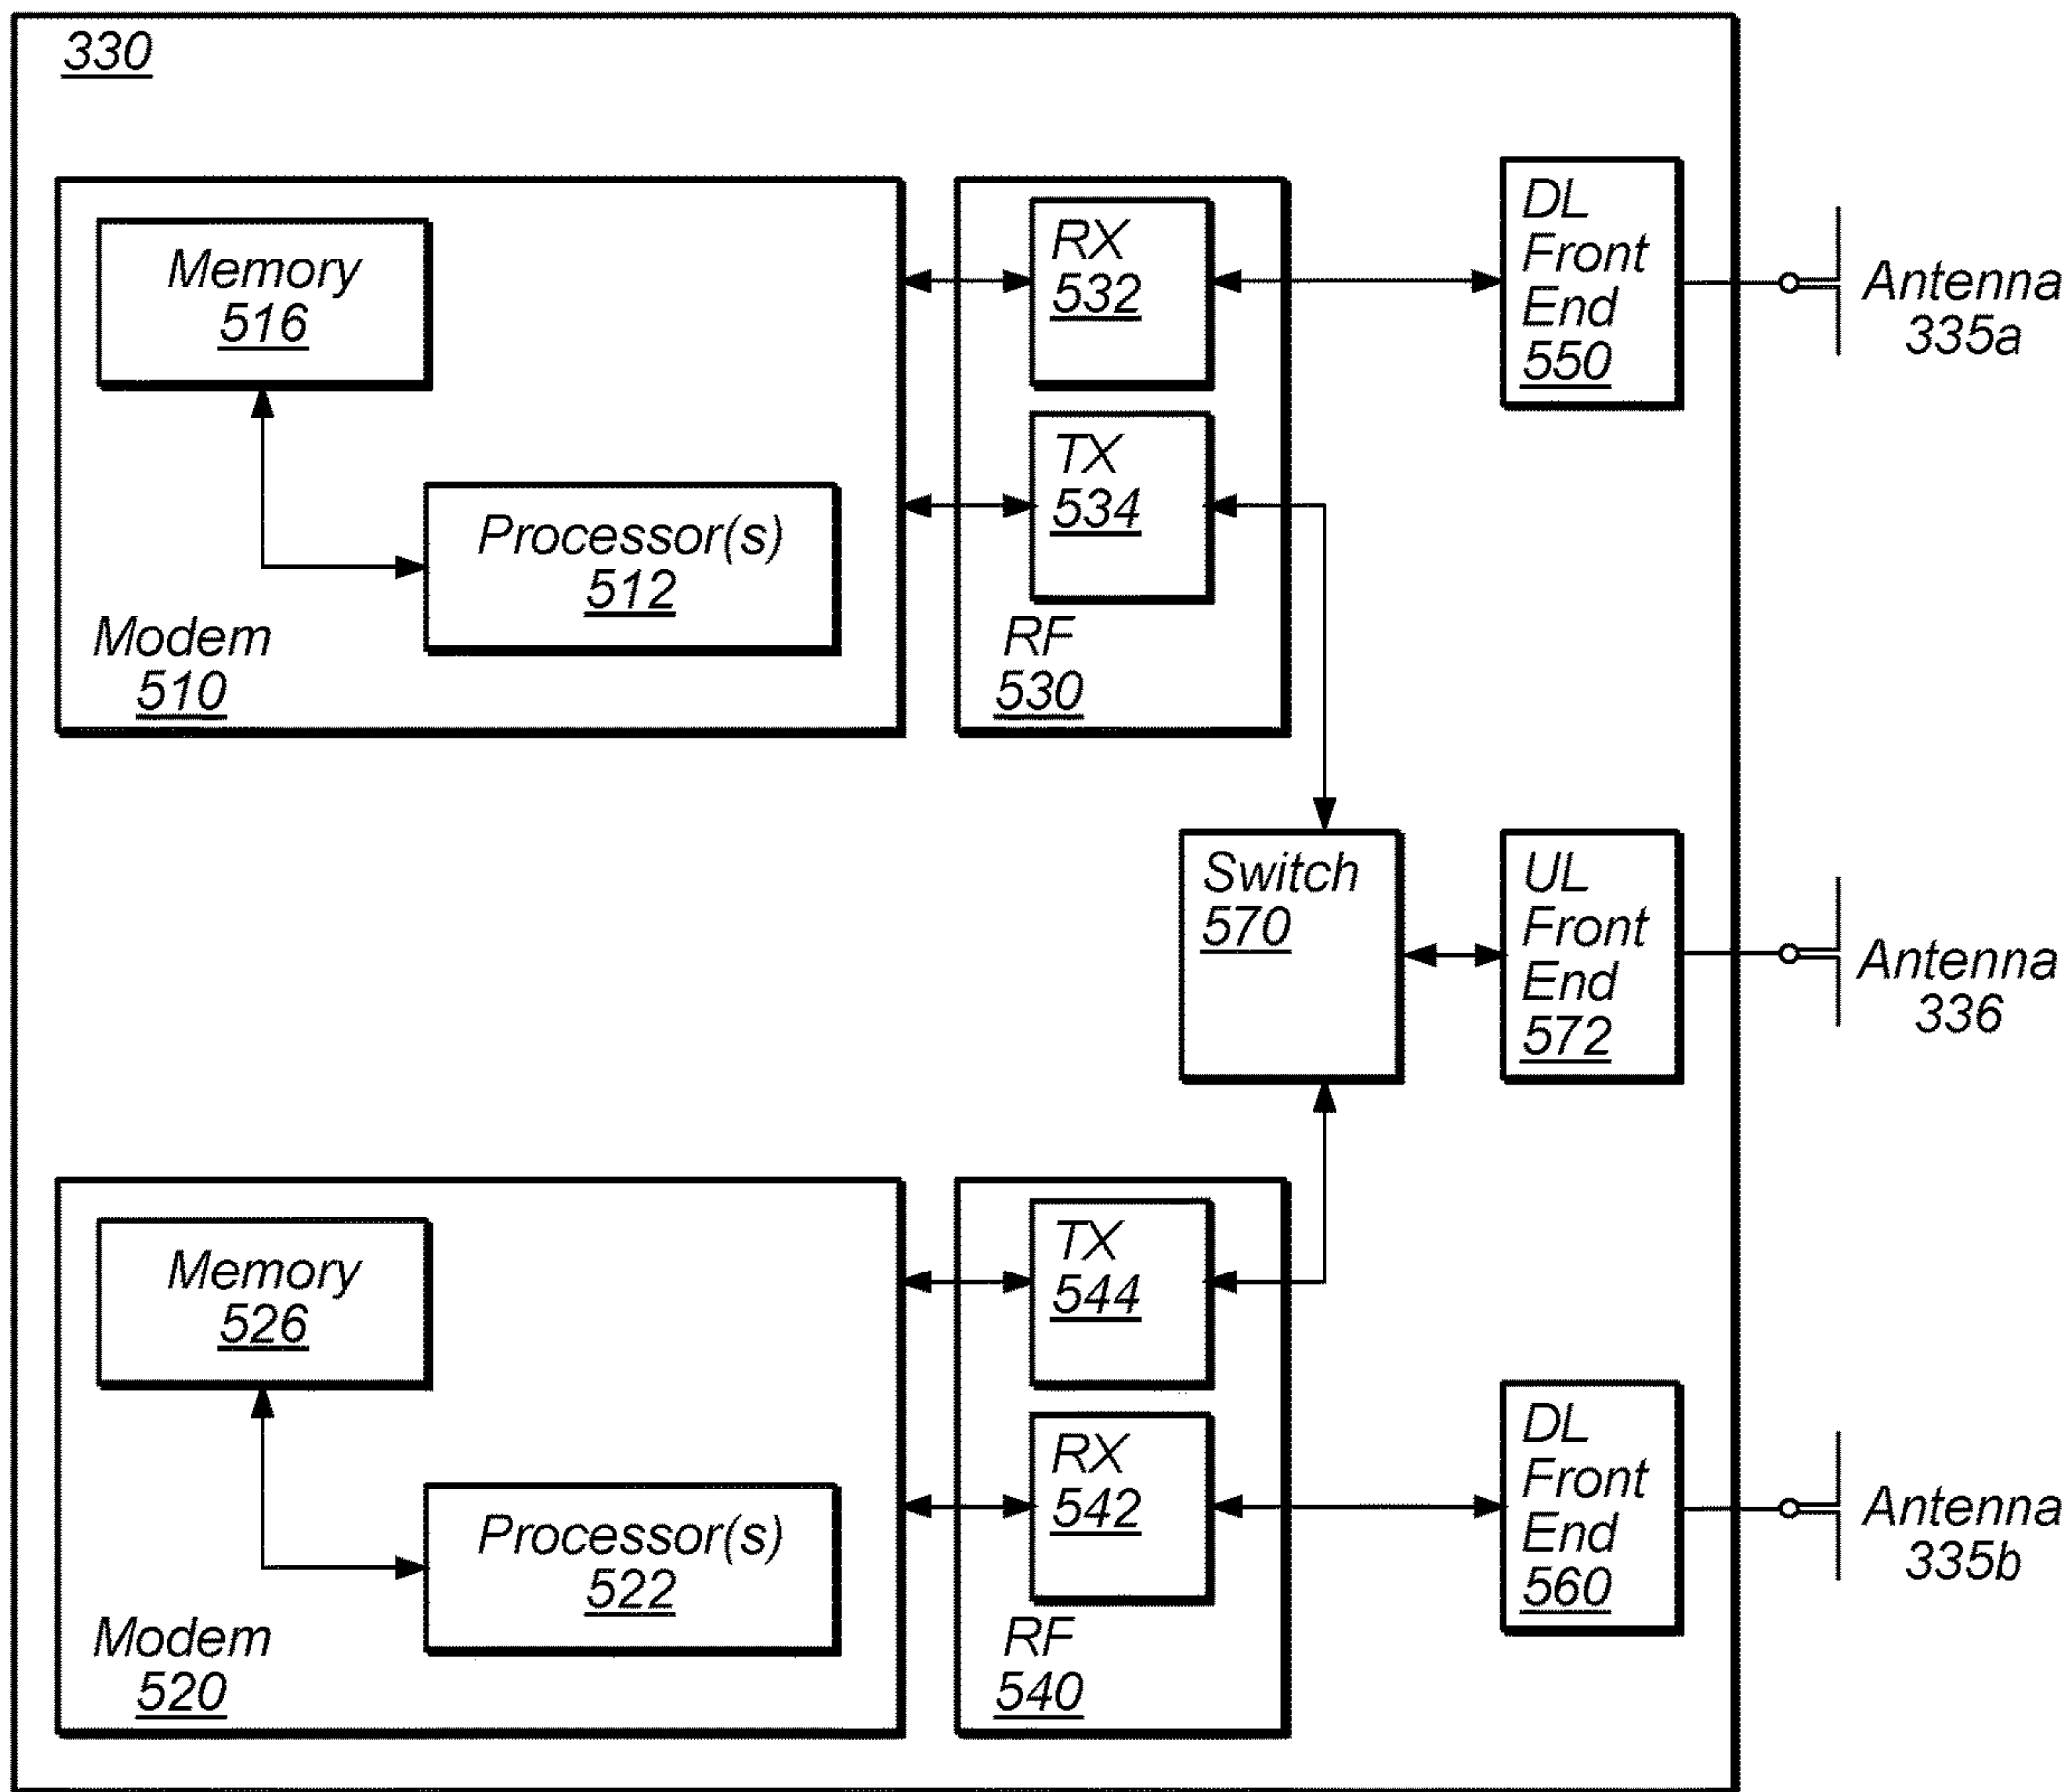 330
Memory
516
Processor(s)
512
Modem
510
RX
532
TX
534
RF
530
DL
Front
End
550
Antenna
335a
Switch
570
UL
Front
End
572
Antenna
336
Memory
526
Processor(s)
522
Modem
520
TX
544
RX
542
RF
540
DL
Front
End
560
Antenna
335b